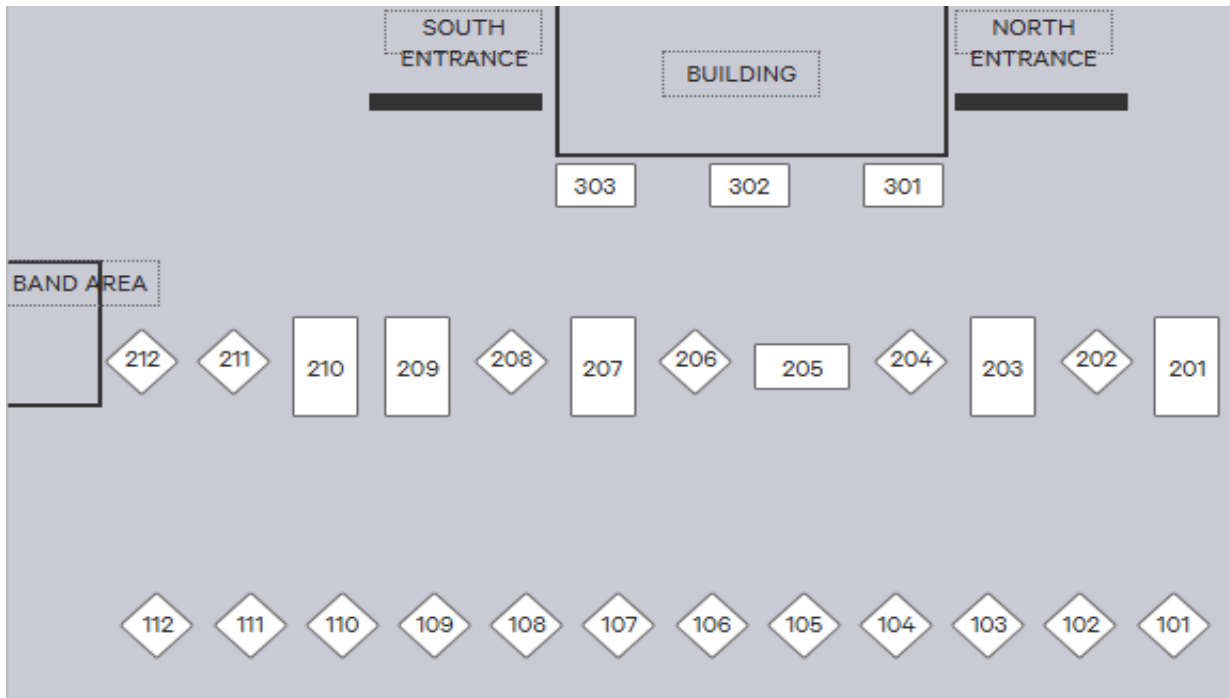 SOUTH
ENTRANCE
NORTH
ENTRANCE
BUILDING
303 302 301
BAND AREA
212 211 210 209 208 207 206 205 204 203 202 201
112 111 110 109 108 107 106 105 104 103 102 101